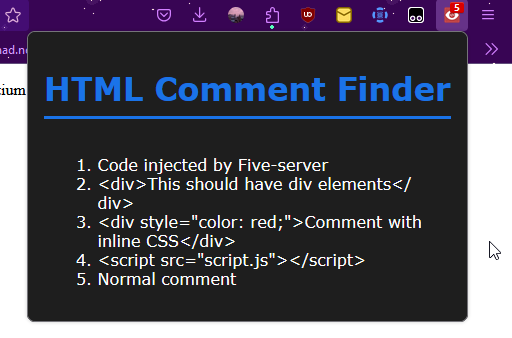 5
nad.ne
tium
HTML Comment Finder
1. Code injected by Five-server
2. <div>This should have div elements</
div>
3. <div style="color: red;">Comment with
inline CSS</div>
4. <script src="script.js"></script>
5. Normal comment